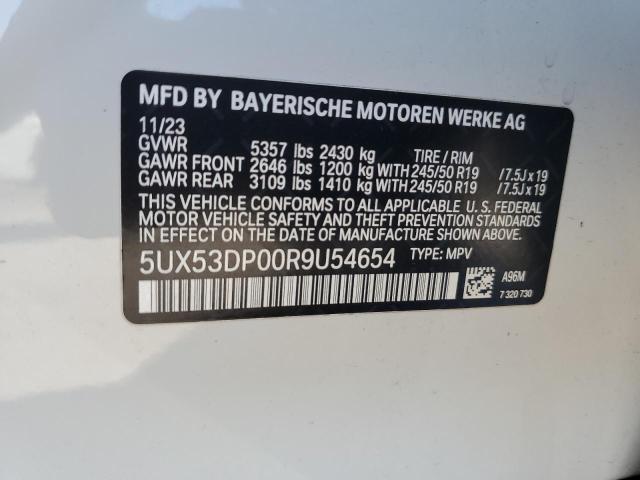 MFD BY BAYERISCHE MOTOREN WERKE AG
11/23
GVWR 5357 lbs 2430 kg TIRE / RIM
GAWR FRONT 2646 lbs 1200 kg WITH 245/50 R19 / 7.5J x 19
GAWR REAR 3109 lbs 1410 kg WITH 245/50 R19 / 7.5J x 19
THIS VEHICLE CONFORMS TO ALL APPLICABLE U. S. FEDERAL
MOTOR VEHICLE SAFETY AND THEFT PREVENTION STANDARDS
IN EFFECT ON THE DATE OF MANUFACTURE SHOWN ABOVE.
5UX53DP00R9U54654 TYPE: MPV
A96M
7 320 730